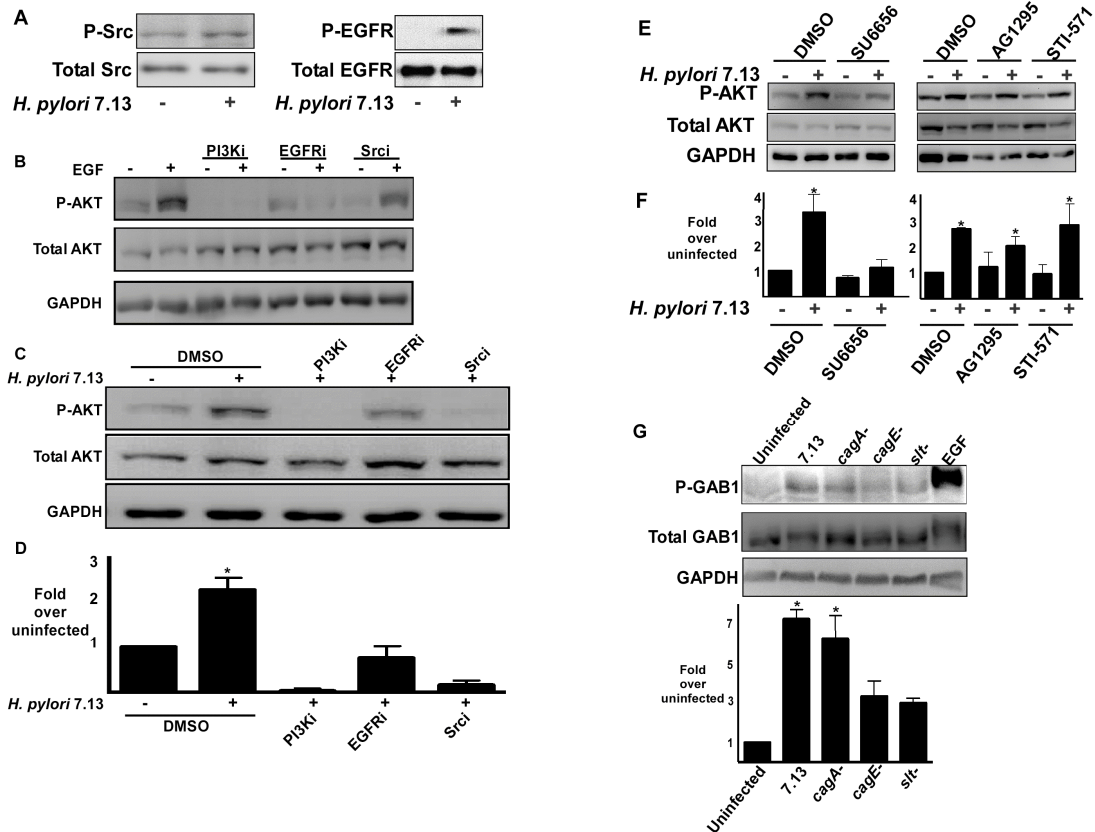 A
P-Src
Total Src
H. pylori 7.13 - +
P-EGFR
Total EGFR
H. pylori 7.13 - +
B
PI3Ki EGFRi Srci
EGF - + - + - + - +
P-AKT
Total AKT
GAPDH
C
DMSO PI3Ki EGFRi Srci
H. pylori 7.13 - + + + +
P-AKT
Total AKT
GAPDH
D
3
2
1
Fold
over
uninfected
*
H. pylori 7.13 - + + + +
DMSO PI3Ki EGFRi Srci
E
DMSO SU6656 DMSO AG1295 STI-571
H. pylori 7.13 - + - + - + - + - +
P-AKT
Total AKT
GAPDH
F
Fold
over
uninfected
4
3
2
1
*
4
3
2
1
* * *
H. pylori 7.13 - + - + - + - + - +
DMSO SU6656 DMSO AG1295 STI-571
G
Uninfected 7.13 cagA- cagE- slt- EGF
P-GAB1
Total GAB1
GAPDH
7
5
3
1
Fold
over
uninfected
* *
Uninfected 7.13 cagA- cagE- slt-